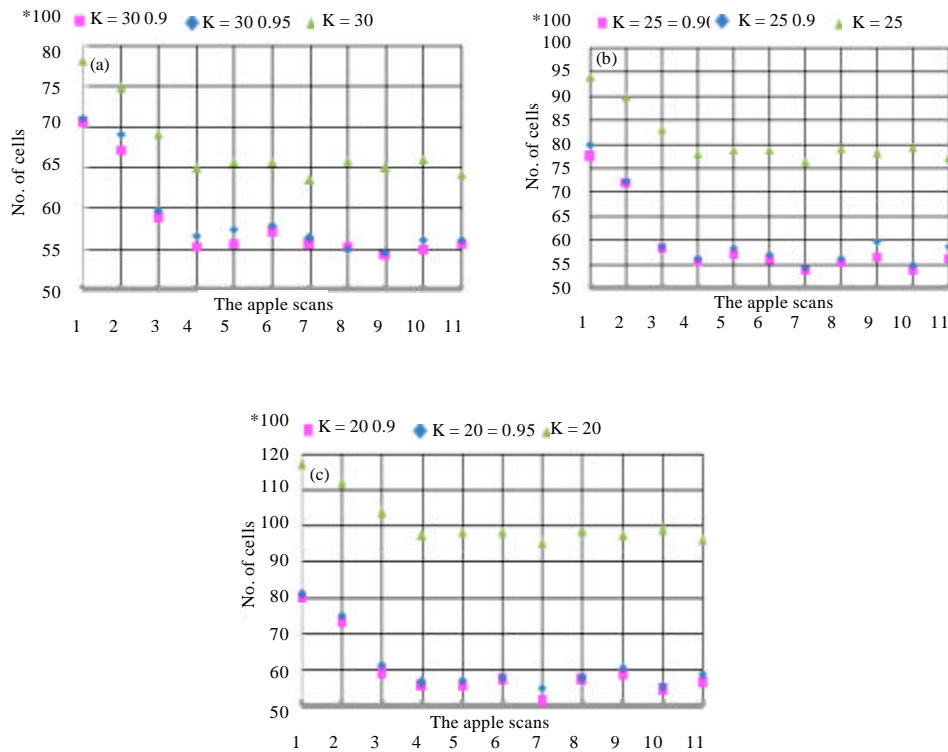 *100
K = 30 0.9 K = 30 0.95 K = 30
80
75
70
65
60
55
50
No. of cells
(a)
The apple scans
1 2 3 4 5 6 7 8 9 10 11
*100
K = 25 = 0.90 K = 25 0.9 K = 25
100
95
90
85
80
75
70
65
60
55
50
No. of cells
(b)
The apple scans
1 2 3 4 5 6 7 8 9 10 11
*100
K = 20 0.9 K = 20 = 0.95 K = 20
120
110
100
90
80
70
60
50
No. of cells
(c)
The apple scans
1 2 3 4 5 6 7 8 9 10 11